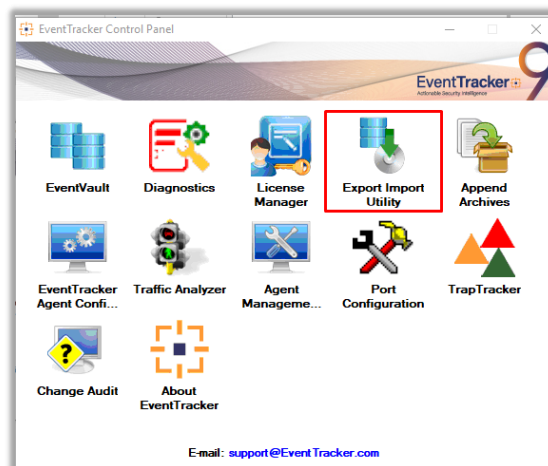 EventTracker Control Panel
EventTracker
Actionable Security Intelligence
9
EventVault
Diagnostics
License
Manager
Export Import
Utility
Append
Archives
EventTracker
Agent Confi...
Traffic Analyzer
Agent
Manageme...
Port
Configuration
TrapTracker
Change Audit
About
EventTracker
E-mail: support@EventTracker.com